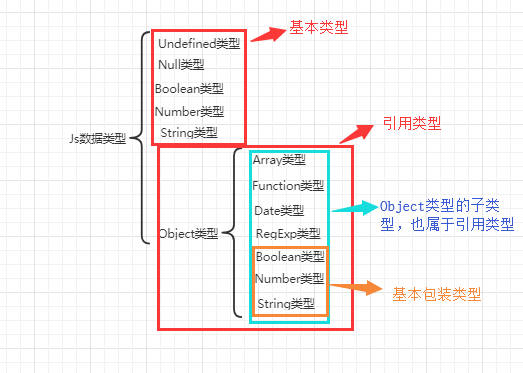 Undefined类型
基本类型
Null类型
Boolean类型
Number类型
String类型
Js数据类型
引用类型
Array类型
Function类型
Date类型
Object类型的子类
型，也属于引用类型
RegExp类型
Object类型
Boolean类型
Number类型
基本包装类型
String类型